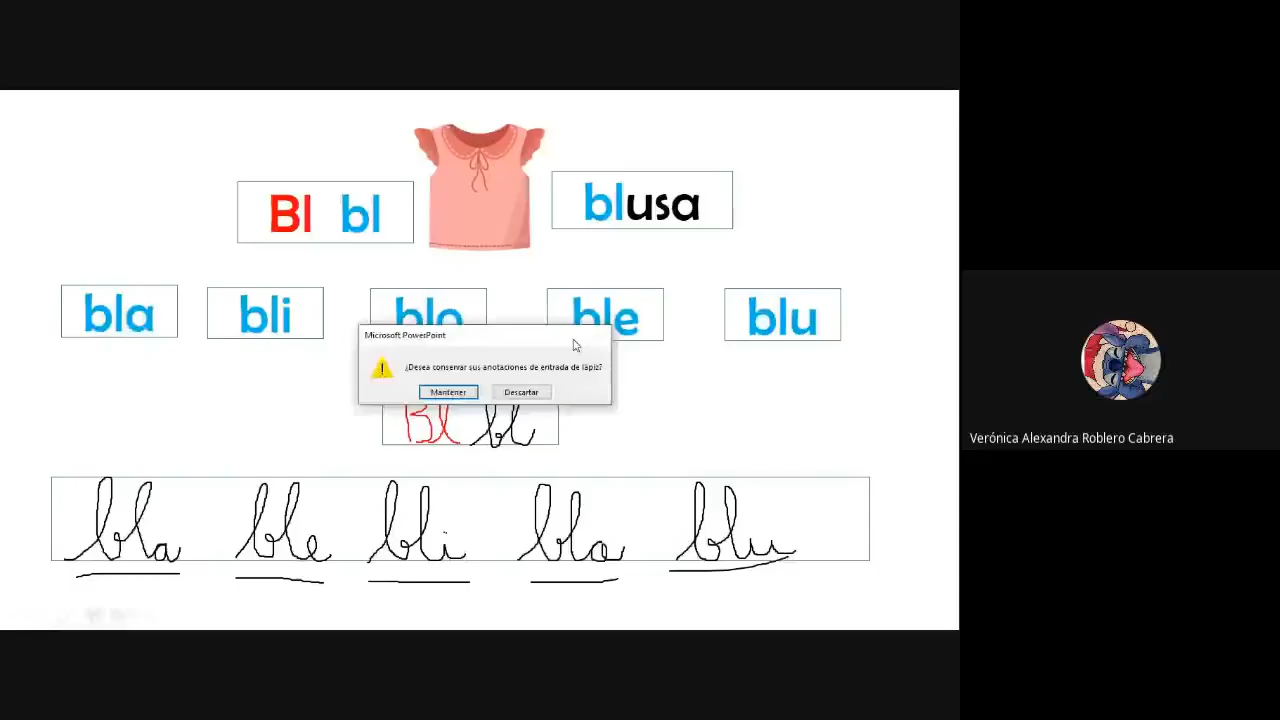 Bl bl
blusa
bla bli blo ble blu
Microsoft PowerPoint
¿Desea conservar sus anotaciones de entrada de lápiz?
Mantener Descartar
Bl bl
bla ble bli blo blu
Verónica Alexandra Roblero Cabrera